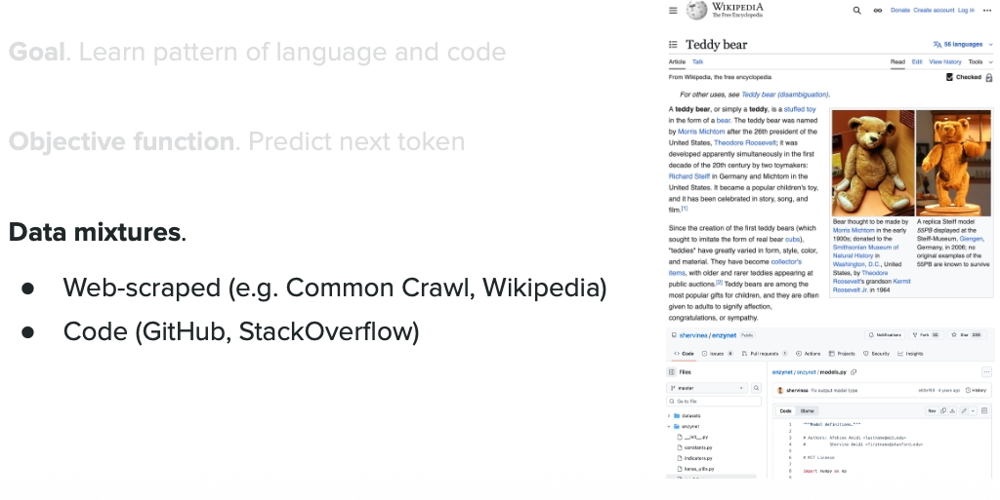 Goal. Learn pattern of language and code
Objective function. Predict next token
Data mixtures.
● Web-scraped (e.g. Common Crawl, Wikipedia)
● Code (GitHub, StackOverflow)
WIKIPEDIA
The Free Encyclopedia
Donate Create account Log in
Teddy bear
56 languages
Article Talk
Read Edit View history Tools
From Wikipedia, the free encyclopedia
Checked
For other uses, see Teddy bear (disambiguation).
A teddy bear, or simply a teddy, is a stuffed toy
in the form of a bear. The teddy bear was named
by Morris Michtom after the 26th president of the
United States, Theodore Roosevelt; it was
developed apparently simultaneously in the first
decade of the 20th century by two toymakers:
Richard Steiff in Germany and Michtom in the
United States. It became a popular children's toy,
and it has been celebrated in story, song, and
film.[1]
Since the creation of the first teddy bears (which
sought to imitate the form of real bear cubs),
"teddies" have greatly varied in form, style, color,
and material. They have become collector's
items, with older and rarer teddies appearing at
public auctions.[2] Teddy bears are among the
most popular gifts for children, and they are often
given to adults to signify affection,
congratulations, or sympathy.
Bear thought to be made by
Morris Michtom in the early
1900s; donated to the
Smithsonian Museum of
Natural History in
Washington, D.C., United
States, by Theodore
Roosevelt's grandson Kermit
Roosevelt Jr. in 1964
A replica Steiff model
55PB displayed at the
Steiff-Museum, Giengen,
Germany, in 2006; no
original examples of the
55PB are known to survive
shervinea / enzynet Public
Notifications Fork Star
Code Issues Pull requests Actions Projects Security Insights
Files
master
Go to file
datasets
enzynet
__init__.py
constants.py
indicators.py
keras_utils.py
enzynet / enzynet / models.py
shervinea Fix output model type
4 years ago History
Code Blame
Raw
1 """Model definitions."""
3 # Authors: Afshine Amidi <lastname@mit.edu>
4 # Shervine Amidi <firstname@stanford.edu>
6 # MIT License
8 import numpy as np
9